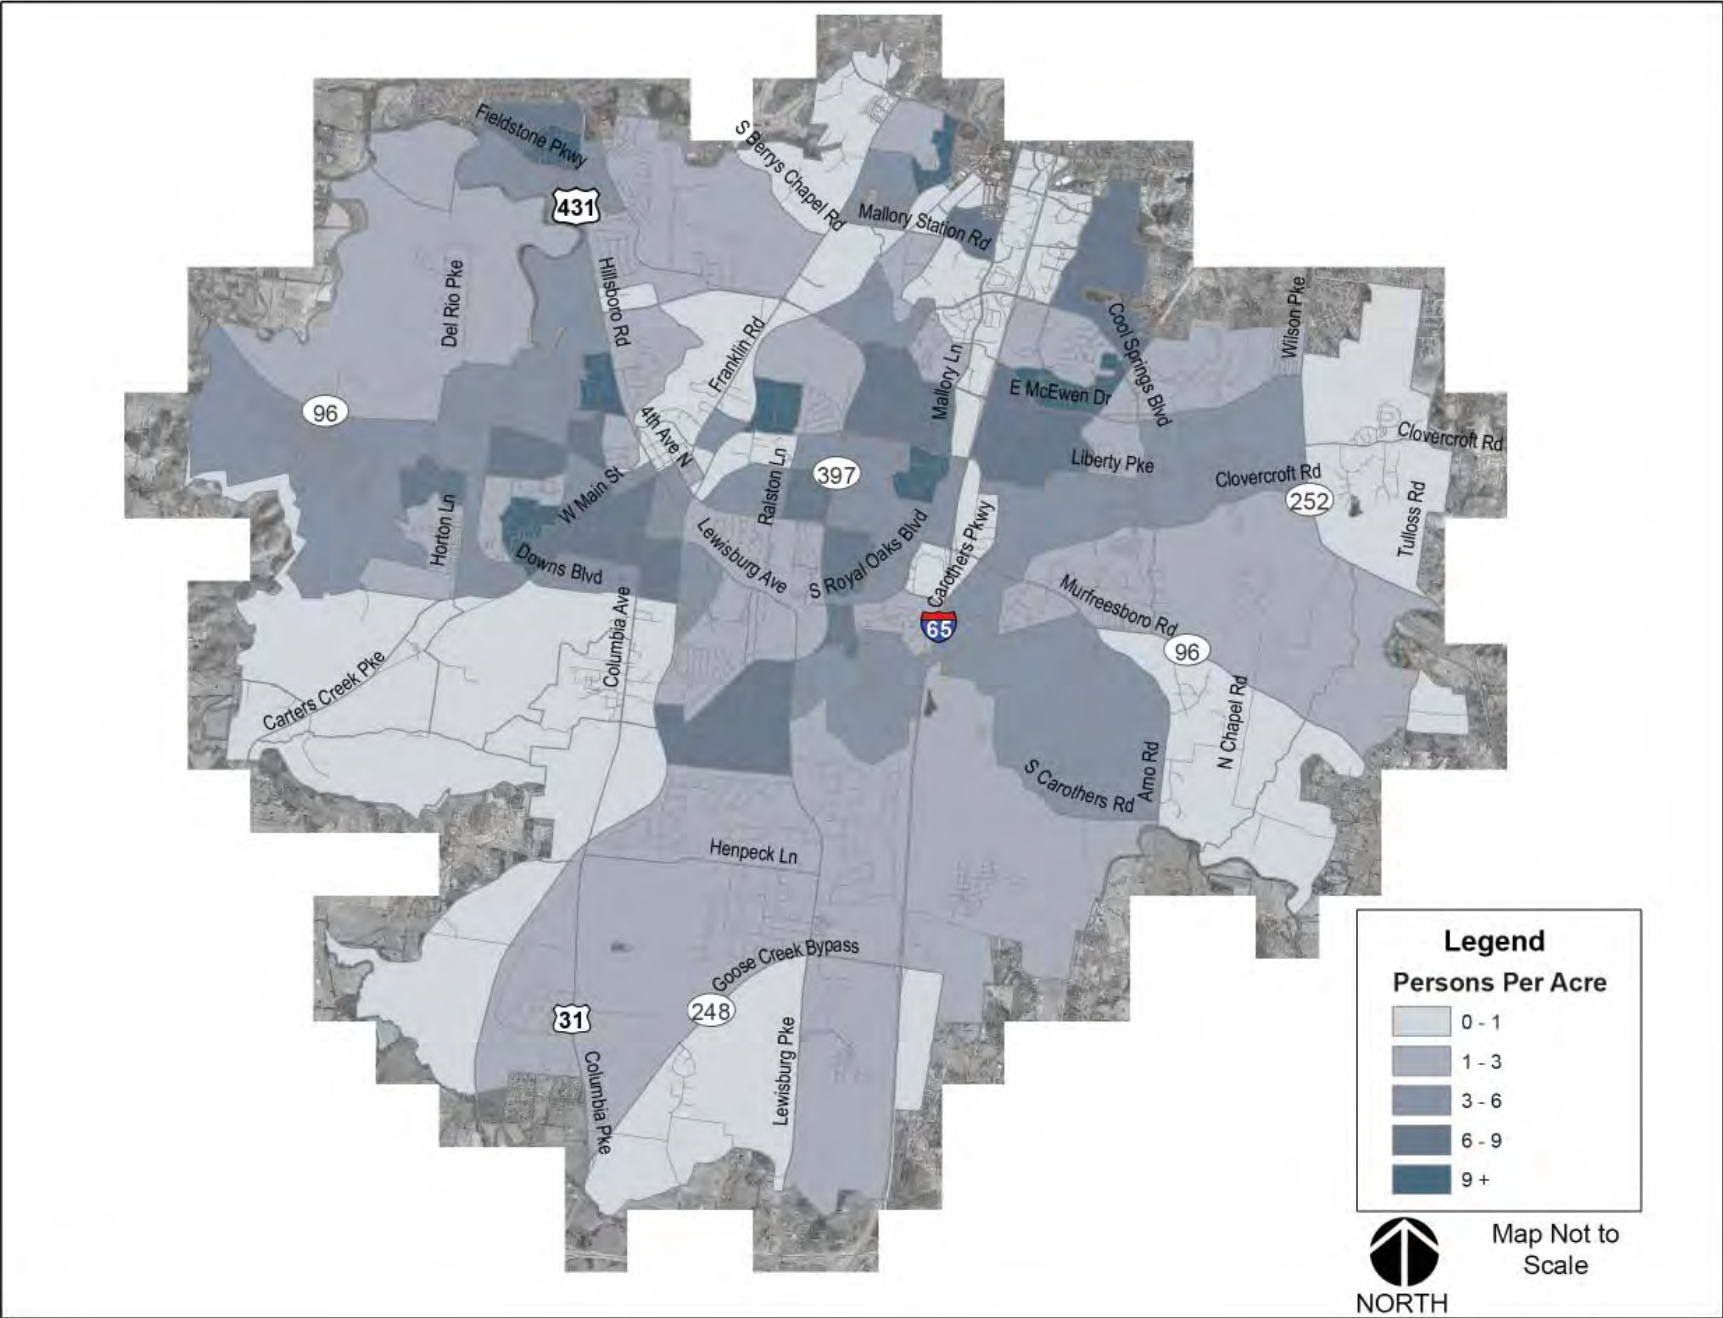 Fieldstone Pkwy
S Berrys Chapel Rd
431
Mallory Station Rd
Del Rio Pke
Hillsboro Rd
Wilson Pke
Cool Springs Blvd
Franklin Rd
Mallory Ln
E McEwen Dr
96
4th Ave N
Clovercroft Rd
Liberty Pke
397
Ralston Ln
Clovercroft Rd
252
W Main St
Horton Ln
Tulloss Rd
Lewisburg Ave
S Royal Oaks Blvd
Carothers Pkwy
Downs Blvd
Columbia Ave
Murfreesboro Rd
65
96
Carters Creek Pke
N Chapel Rd
Arno Rd
S Carothers Rd
Henpeck Ln
Goose Creek Bypass
248
31
Lewisburg Pke
Columbia Pke
Legend
Persons Per Acre
0 - 1
1 - 3
3 - 6
6 - 9
9 +
Map Not to
Scale
NORTH